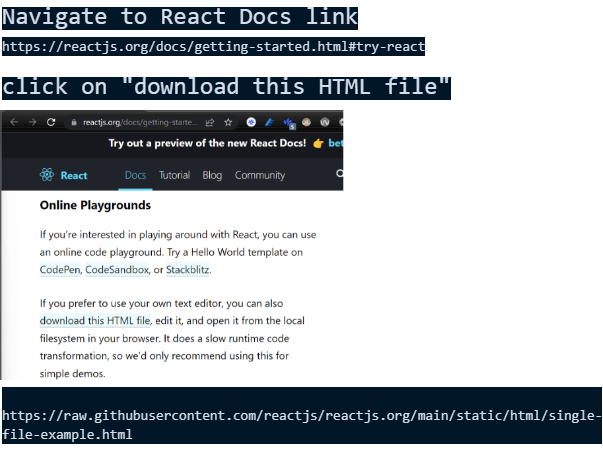 Navigate to React Docs link
https://reactjs.org/docs/getting-started.html#try-react
click on "download this HTML file"
reactjs.org/docs/getting-starte...
Try out a preview of the new React Docs! 👉 bet
React Docs Tutorial Blog Community
Online Playgrounds
If you're interested in playing around with React, you can use
an online code playground. Try a Hello World template on
CodePen, CodeSandbox, or Stackblitz.
If you prefer to use your own text editor, you can also
download this HTML file, edit it, and open it from the local
filesystem in your browser. It does a slow runtime code
transformation, so we'd only recommend using this for
simple demos.
https://raw.githubusercontent.com/reactjs/reactjs.org/main/static/html/single-
file-example.html